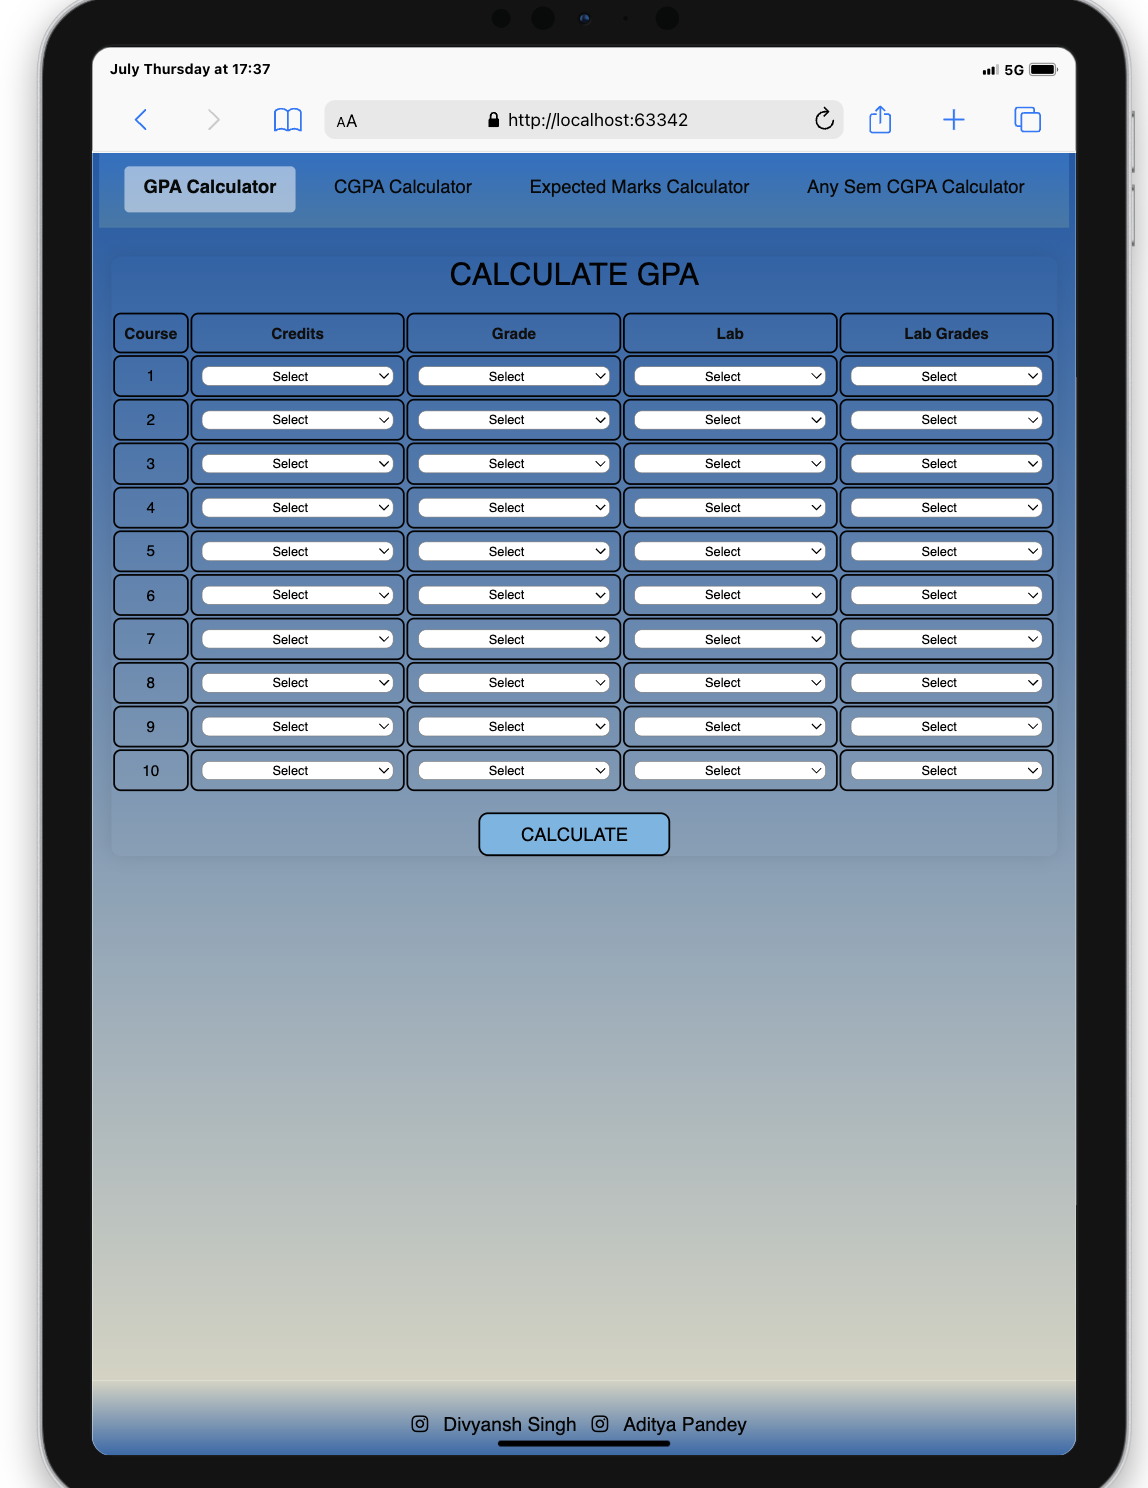 July Thursday at 17:37
5G
AA http://localhost:63342
GPA Calculator CGPA Calculator Expected Marks Calculator Any Sem CGPA Calculator
CALCULATE GPA
Course Credits Grade Lab Lab Grades
1 Select Select Select Select
2 Select Select Select Select
3 Select Select Select Select
4 Select Select Select Select
5 Select Select Select Select
6 Select Select Select Select
7 Select Select Select Select
8 Select Select Select Select
9 Select Select Select Select
10 Select Select Select Select
CALCULATE
Divyansh Singh Aditya Pandey